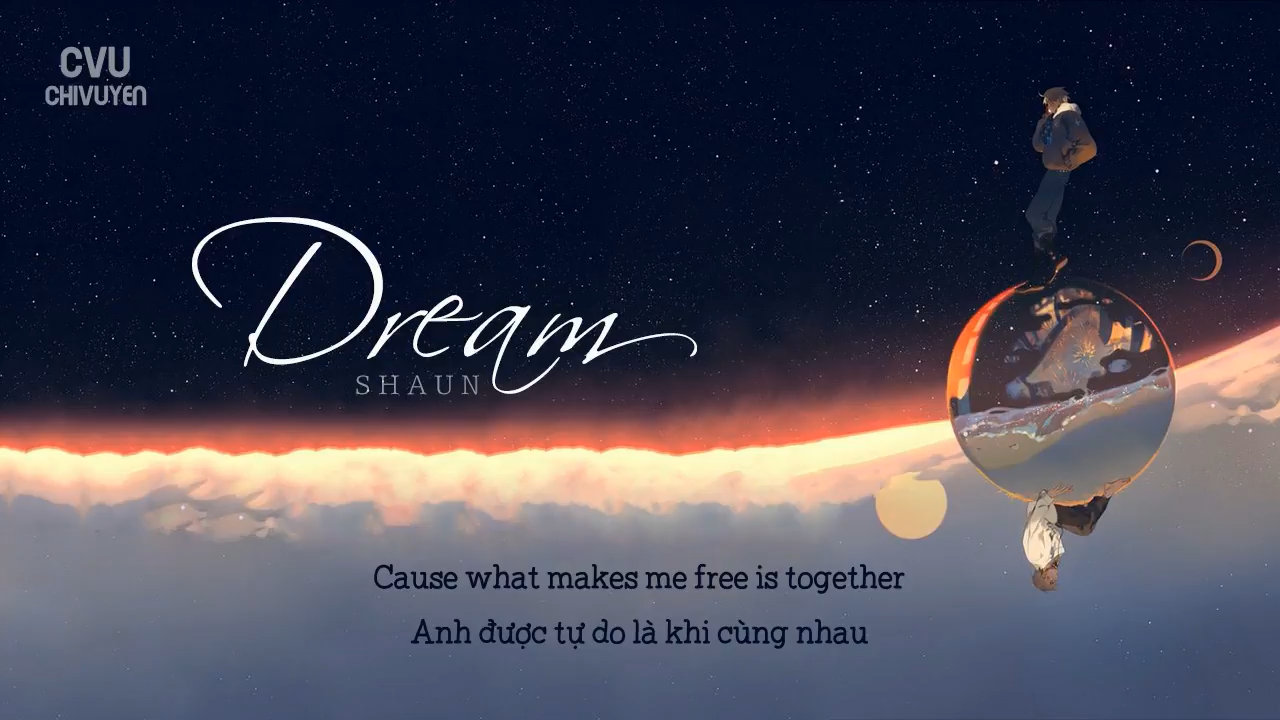 CVU
CHIVUYEN
Dream
SHAUN
Cause what makes me free is together
Anh được tự do là khi cùng nhau